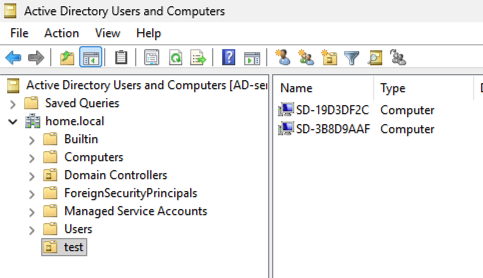 Active Directory Users and Computers
File Action View Help
Active Directory Users and Computers [AD-ser
Saved Queries
home.local
Builtin
Computers
Domain Controllers
ForeignSecurityPrincipals
Managed Service Accounts
Users
test
Name Type D
SD-19D3DF2C Computer
SD-3B8D9AAF Computer